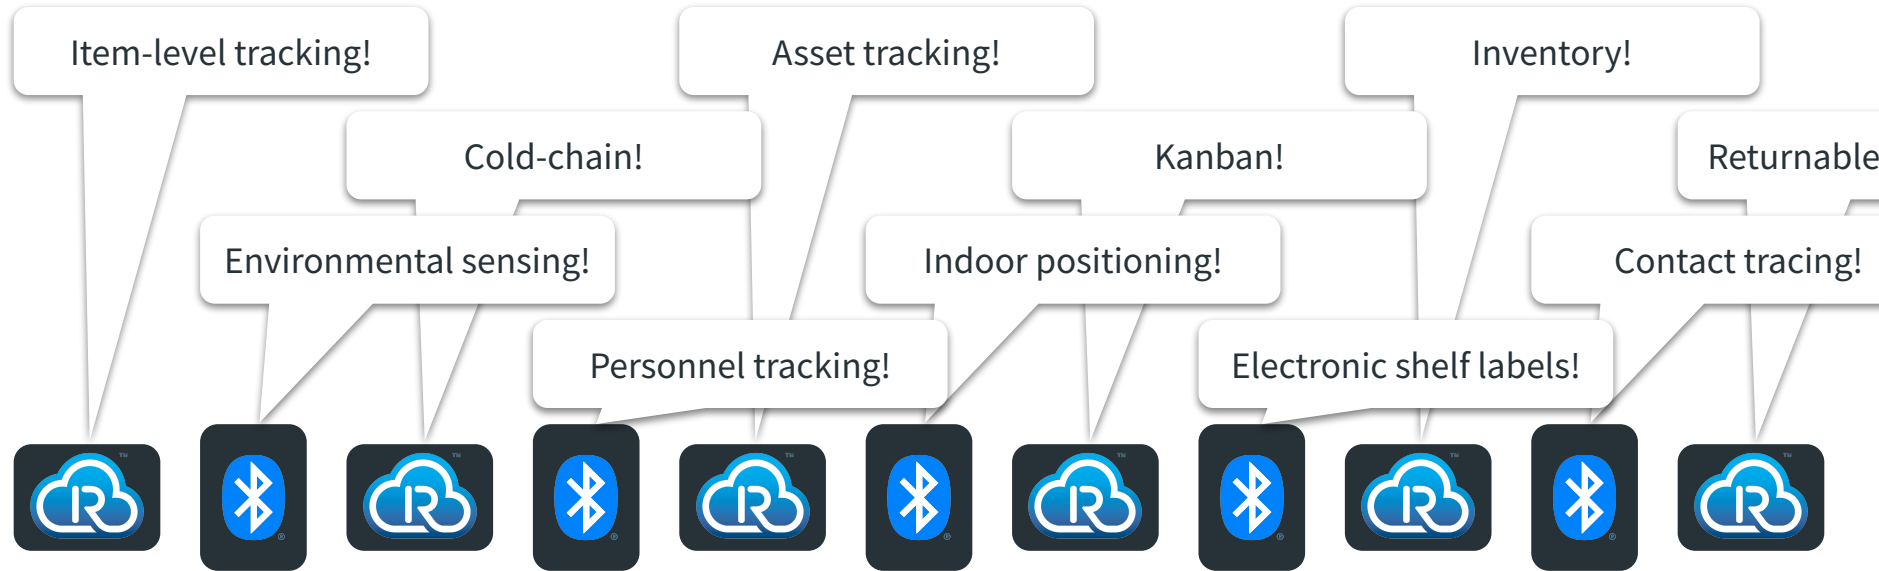 Item-level tracking!
Asset tracking!
Inventory!
Cold-chain!
Kanban!
Returnable
Environmental sensing!
Indoor positioning!
Contact tracing!
Personnel tracking!
Electronic shelf labels!